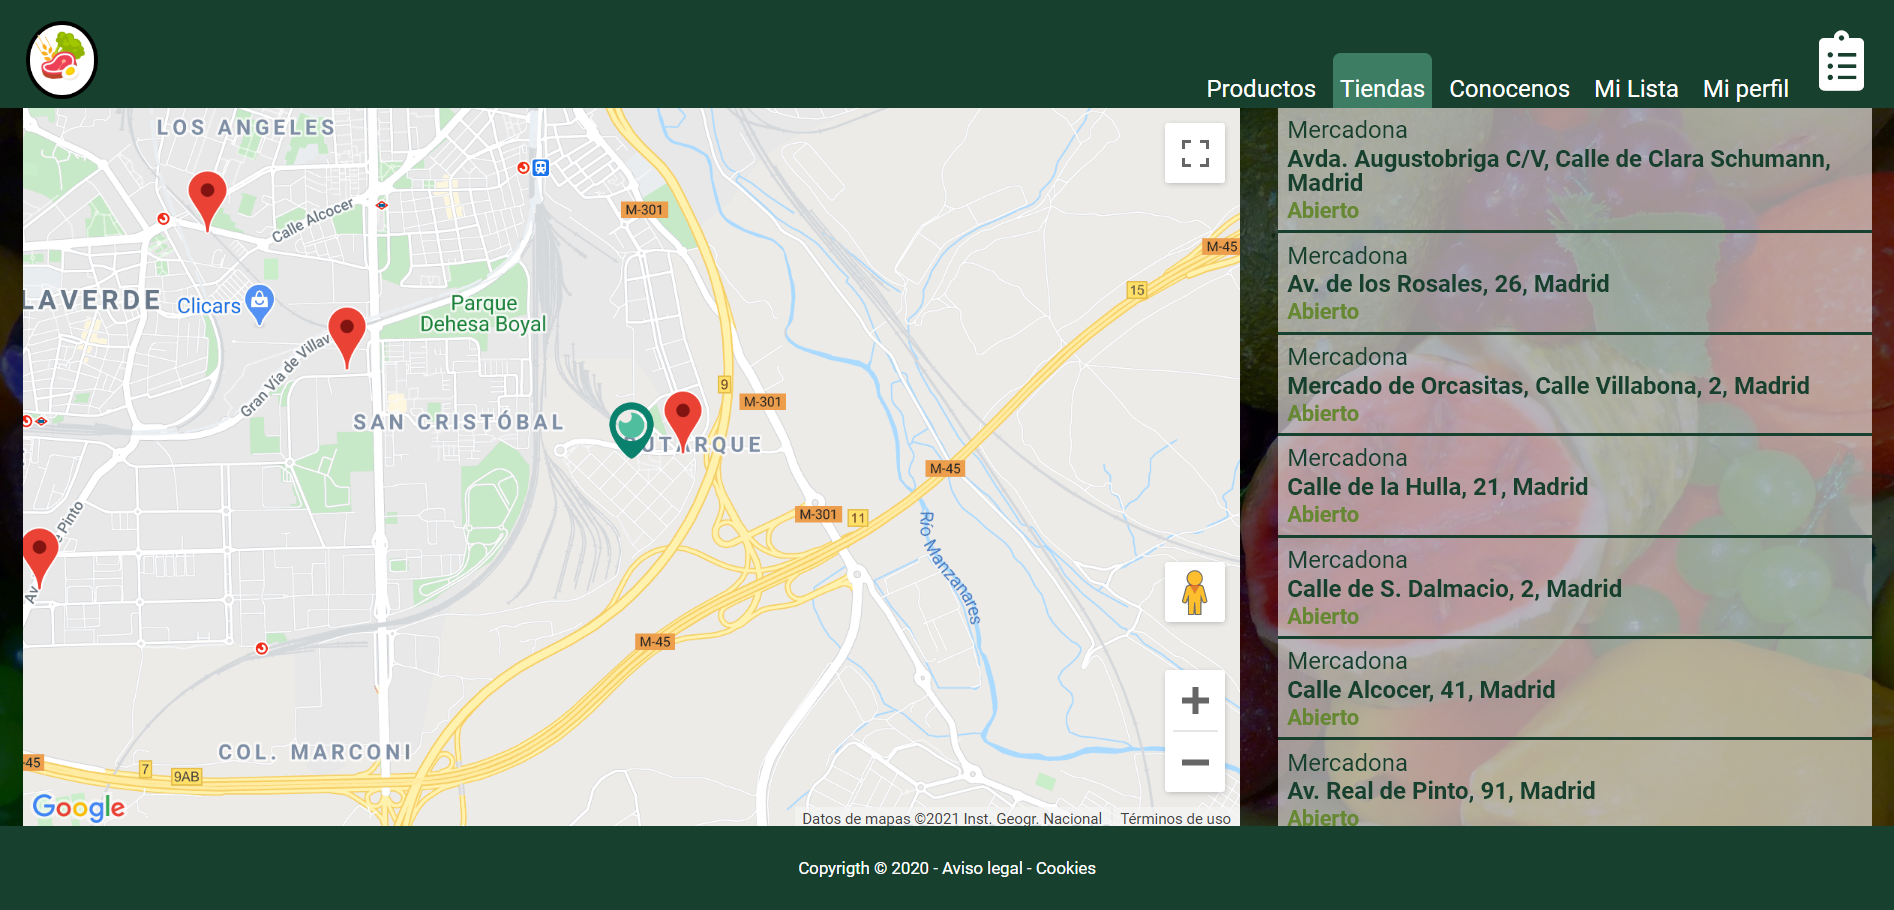 Productos Tiendas Conocenos Mi Lista Mi perfil
LOS ANGELES
Calle Alcocer
M-301
M-45
15
LAVERDE
Clicars
Parque
Dehesa Boyal
Gran Vía de Villav
9
M-301
SAN CRISTÓBAL
UTARQUE
M-45
M-301
11
e Pinto
Av
Río Manzanares
M-45
COL. MARCONI
-45
7
9AB
Google
Datos de mapas ©2021 Inst. Geogr. Nacional
Términos de uso
Mercadona
Avda. Augustobriga C/V, Calle de Clara Schumann,
Madrid
Abierto
Mercadona
Av. de los Rosales, 26, Madrid
Abierto
Mercadona
Mercado de Orcasitas, Calle Villabona, 2, Madrid
Abierto
Mercadona
Calle de la Hulla, 21, Madrid
Abierto
Mercadona
Calle de S. Dalmacio, 2, Madrid
Abierto
Mercadona
Calle Alcocer, 41, Madrid
Abierto
Mercadona
Av. Real de Pinto, 91, Madrid
Abierto
Copyrigth © 2020 - Aviso legal - Cookies